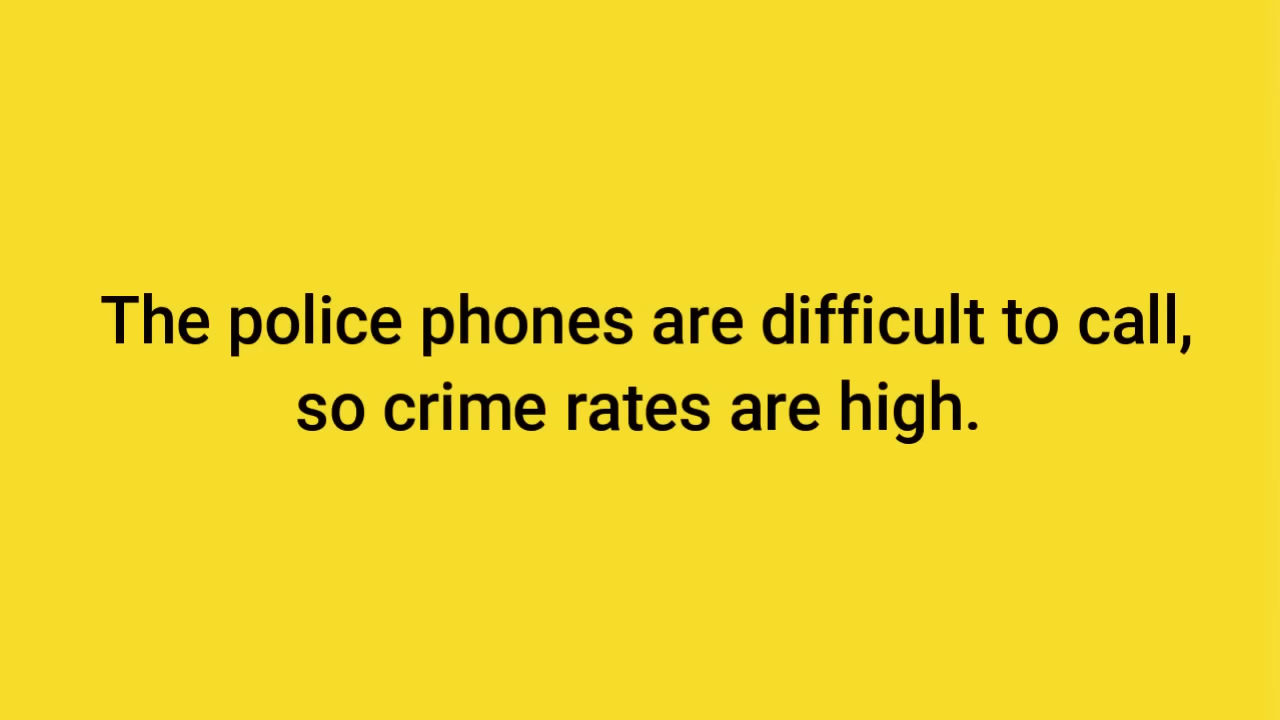 The police phones are difficult to call,
so crime rates are high.